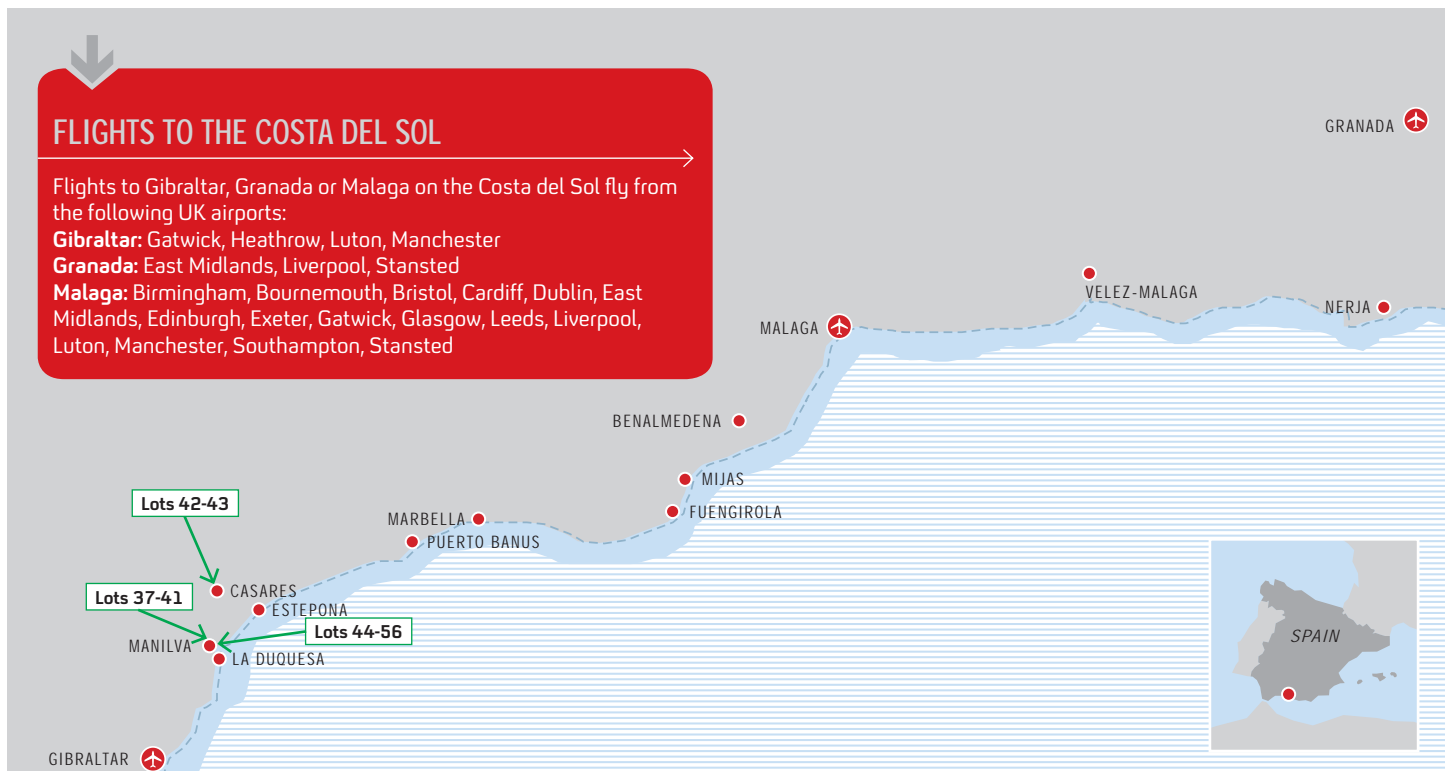 FLIGHTS TO THE COSTA DEL SOL
Flights to Gibraltar, Granada or Malaga on the Costa del Sol fly from
the following UK airports:
Gibraltar: Gatwick, Heathrow, Luton, Manchester
Granada: East Midlands, Liverpool, Stansted
Malaga: Birmingham, Bournemouth, Bristol, Cardiff, Dublin, East
Midlands, Edinburgh, Exeter, Gatwick, Glasgow, Leeds, Liverpool,
Luton, Manchester, Southampton, Stansted
GRANADA
VELEZ-MALAGA
NERJA
MALAGA
BENALMEDENA
MIJAS
FUENGIROLA
MARBELLA
PUERTO BANUS
Lots 42-43
CASARES
Lots 37-41
ESTEPONA
Lots 44-56
MANILVA
LA DUQUESA
GIBRALTAR
SPAIN